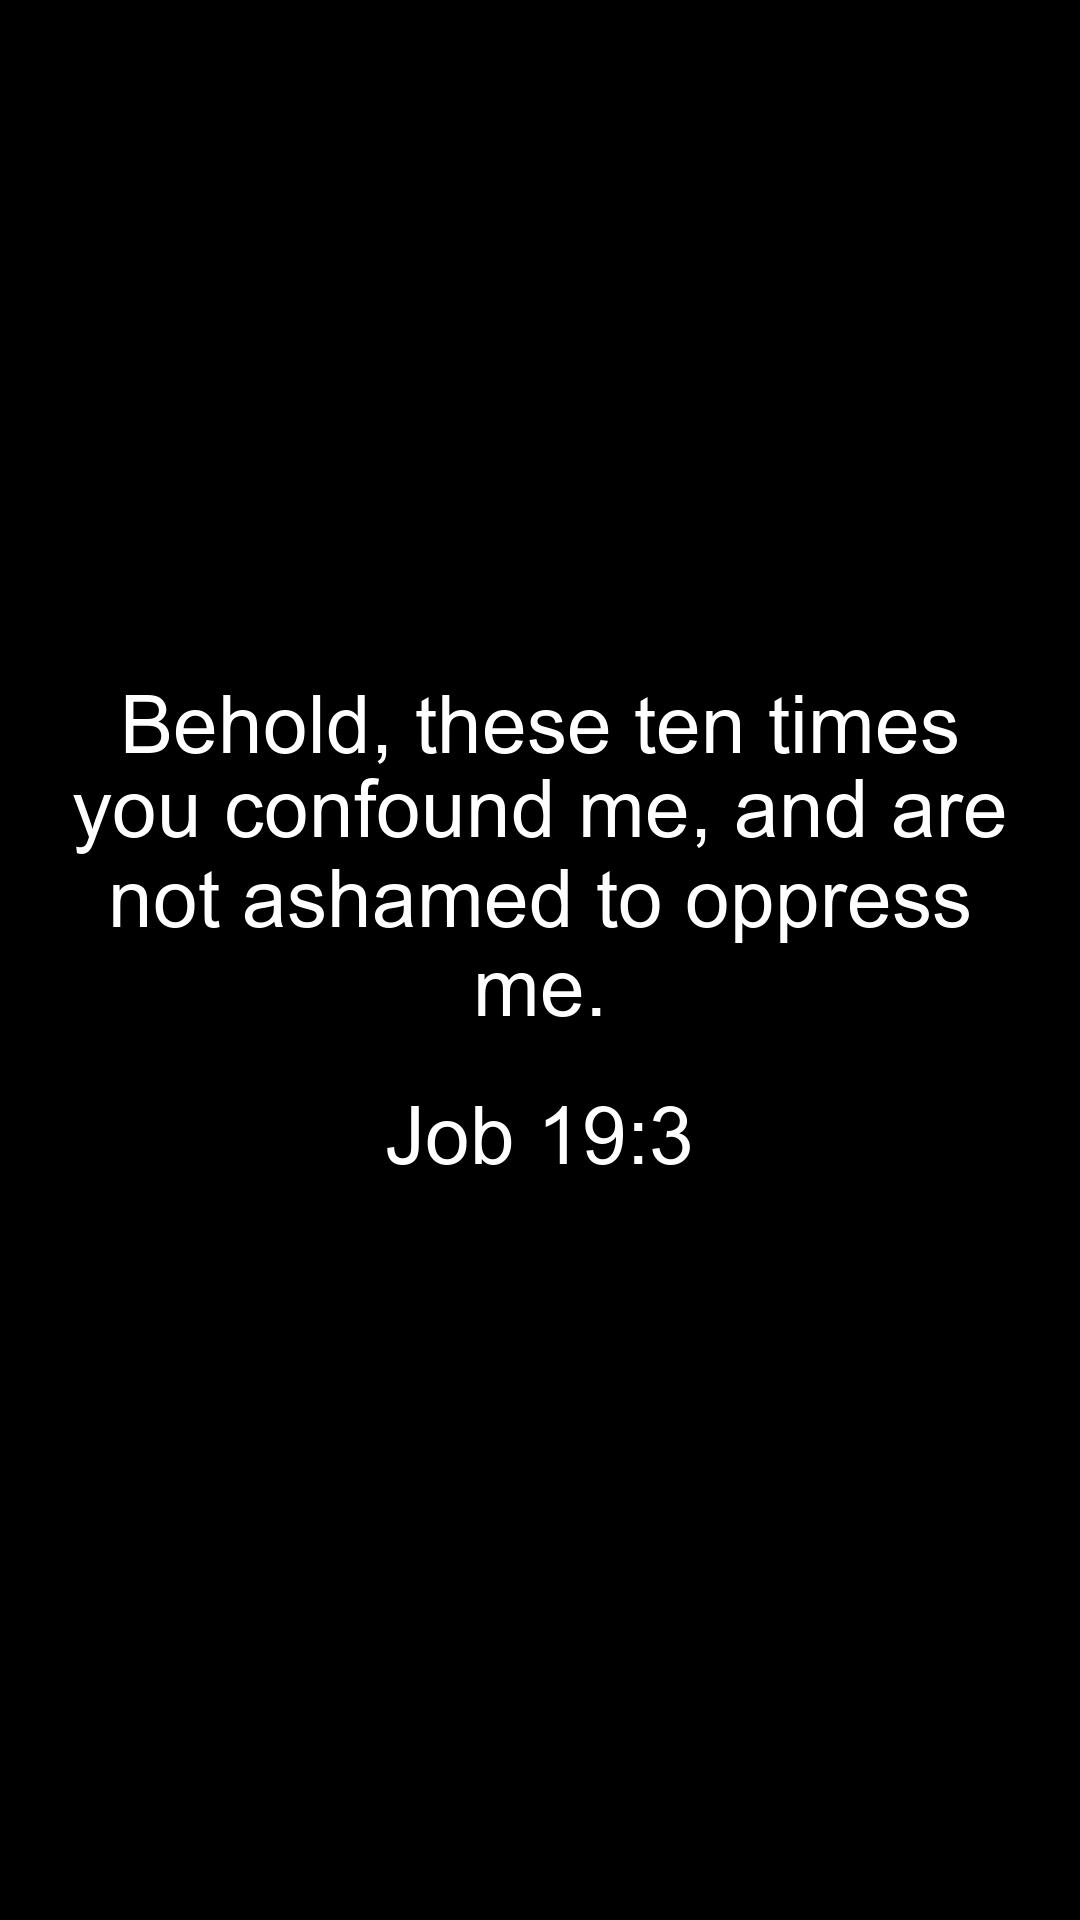 Behold, these ten times
you confound me, and are
not ashamed to oppress
me.
Job 19:3